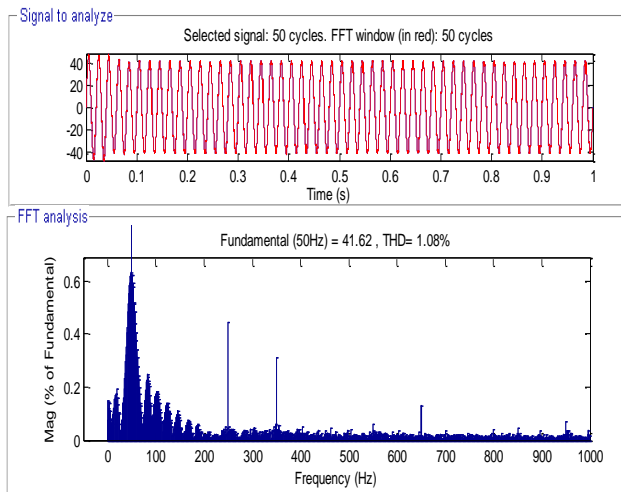 Signal to analyze
Selected signal: 50 cycles. FFT window (in red): 50 cycles
40
20
0
-20
-40
0 0.1 0.2 0.3 0.4 0.5 0.6 0.7 0.8 0.9 1
Time (s)
FFT analysis
Fundamental (50Hz) = 41.62 , THD= 1.08%
Mag (% of Fundamental)
0.6
0.4
0.2
0
0 100 200 300 400 500 600 700 800 900 1000
Frequency (Hz)